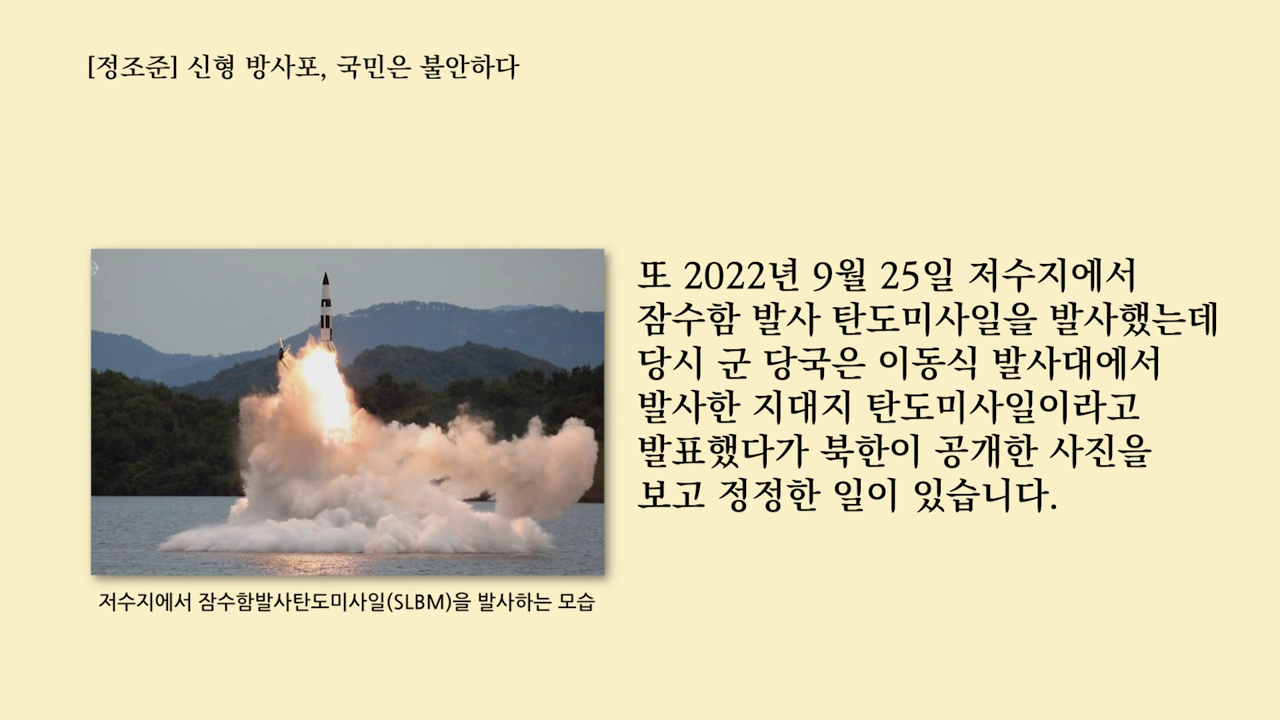 [정조준] 신형 방사포, 국민은 불안하다
또 2022년 9월 25일 저수지에서
잠수함 발사 탄도미사일을 발사했는데
당시 군 당국은 이동식 발사대에서
발사한 지대지 탄도미사일이라고
발표했다가 북한이 공개한 사진을
보고 정정한 일이 있습니다.
저수지에서 잠수함발사탄도미사일(SLBM)을 발사하는 모습